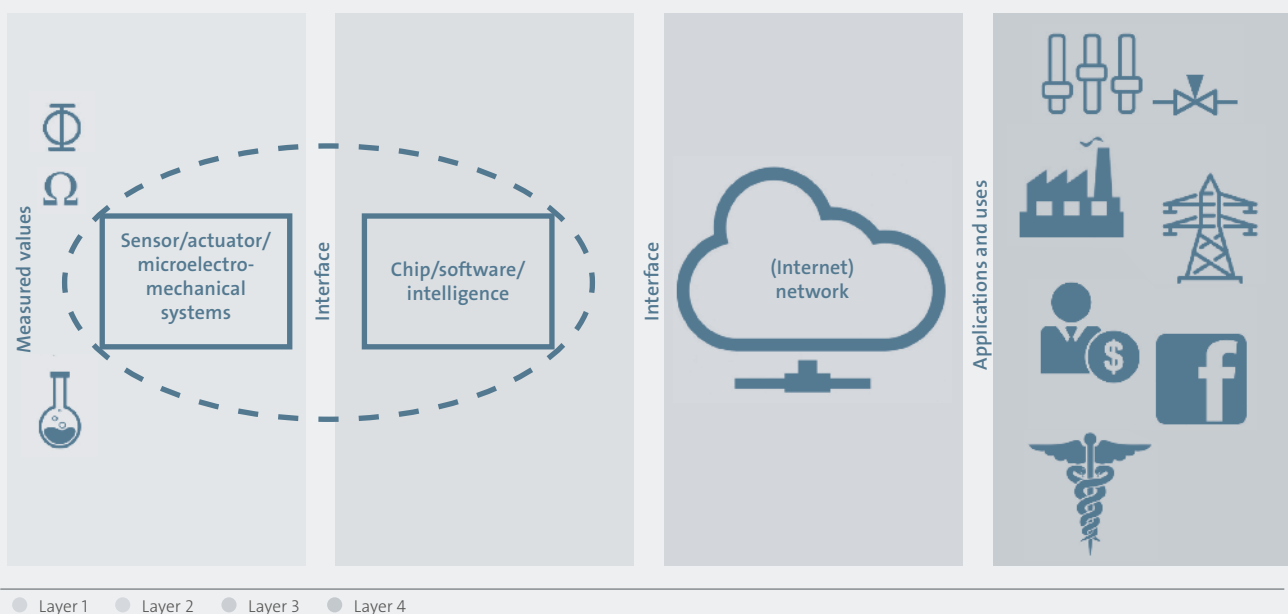 Measured values
Φ
Ω
Sensor/actuator/
microelectro-
mechanical
systems
Interface
Chip/software/
intelligence
Interface
(Internet)
network
Applications and uses
$
f
Layer 1
Layer 2
Layer 3
Layer 4